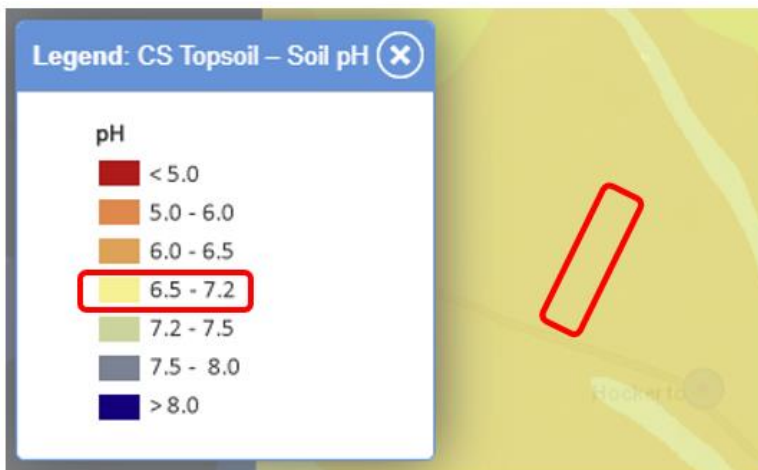 Legend: CS Topsoil – Soil pH
pH
< 5.0
5.0 - 6.0
6.0 - 6.5
6.5 - 7.2
7.2 - 7.5
7.5 - 8.0
> 8.0